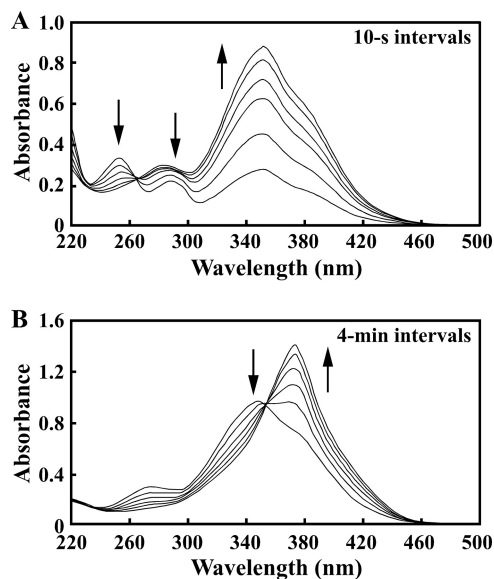 A
10-s intervals
1.0
0.8
0.6
0.4
0.2
0
Absorbance
220 260 300 340 380 420 460 500
Wavelength (nm)
B
4-min intervals
1.6
1.2
0.8
0.4
0
Absorbance
220 260 300 340 380 420 460 500
Wavelength (nm)